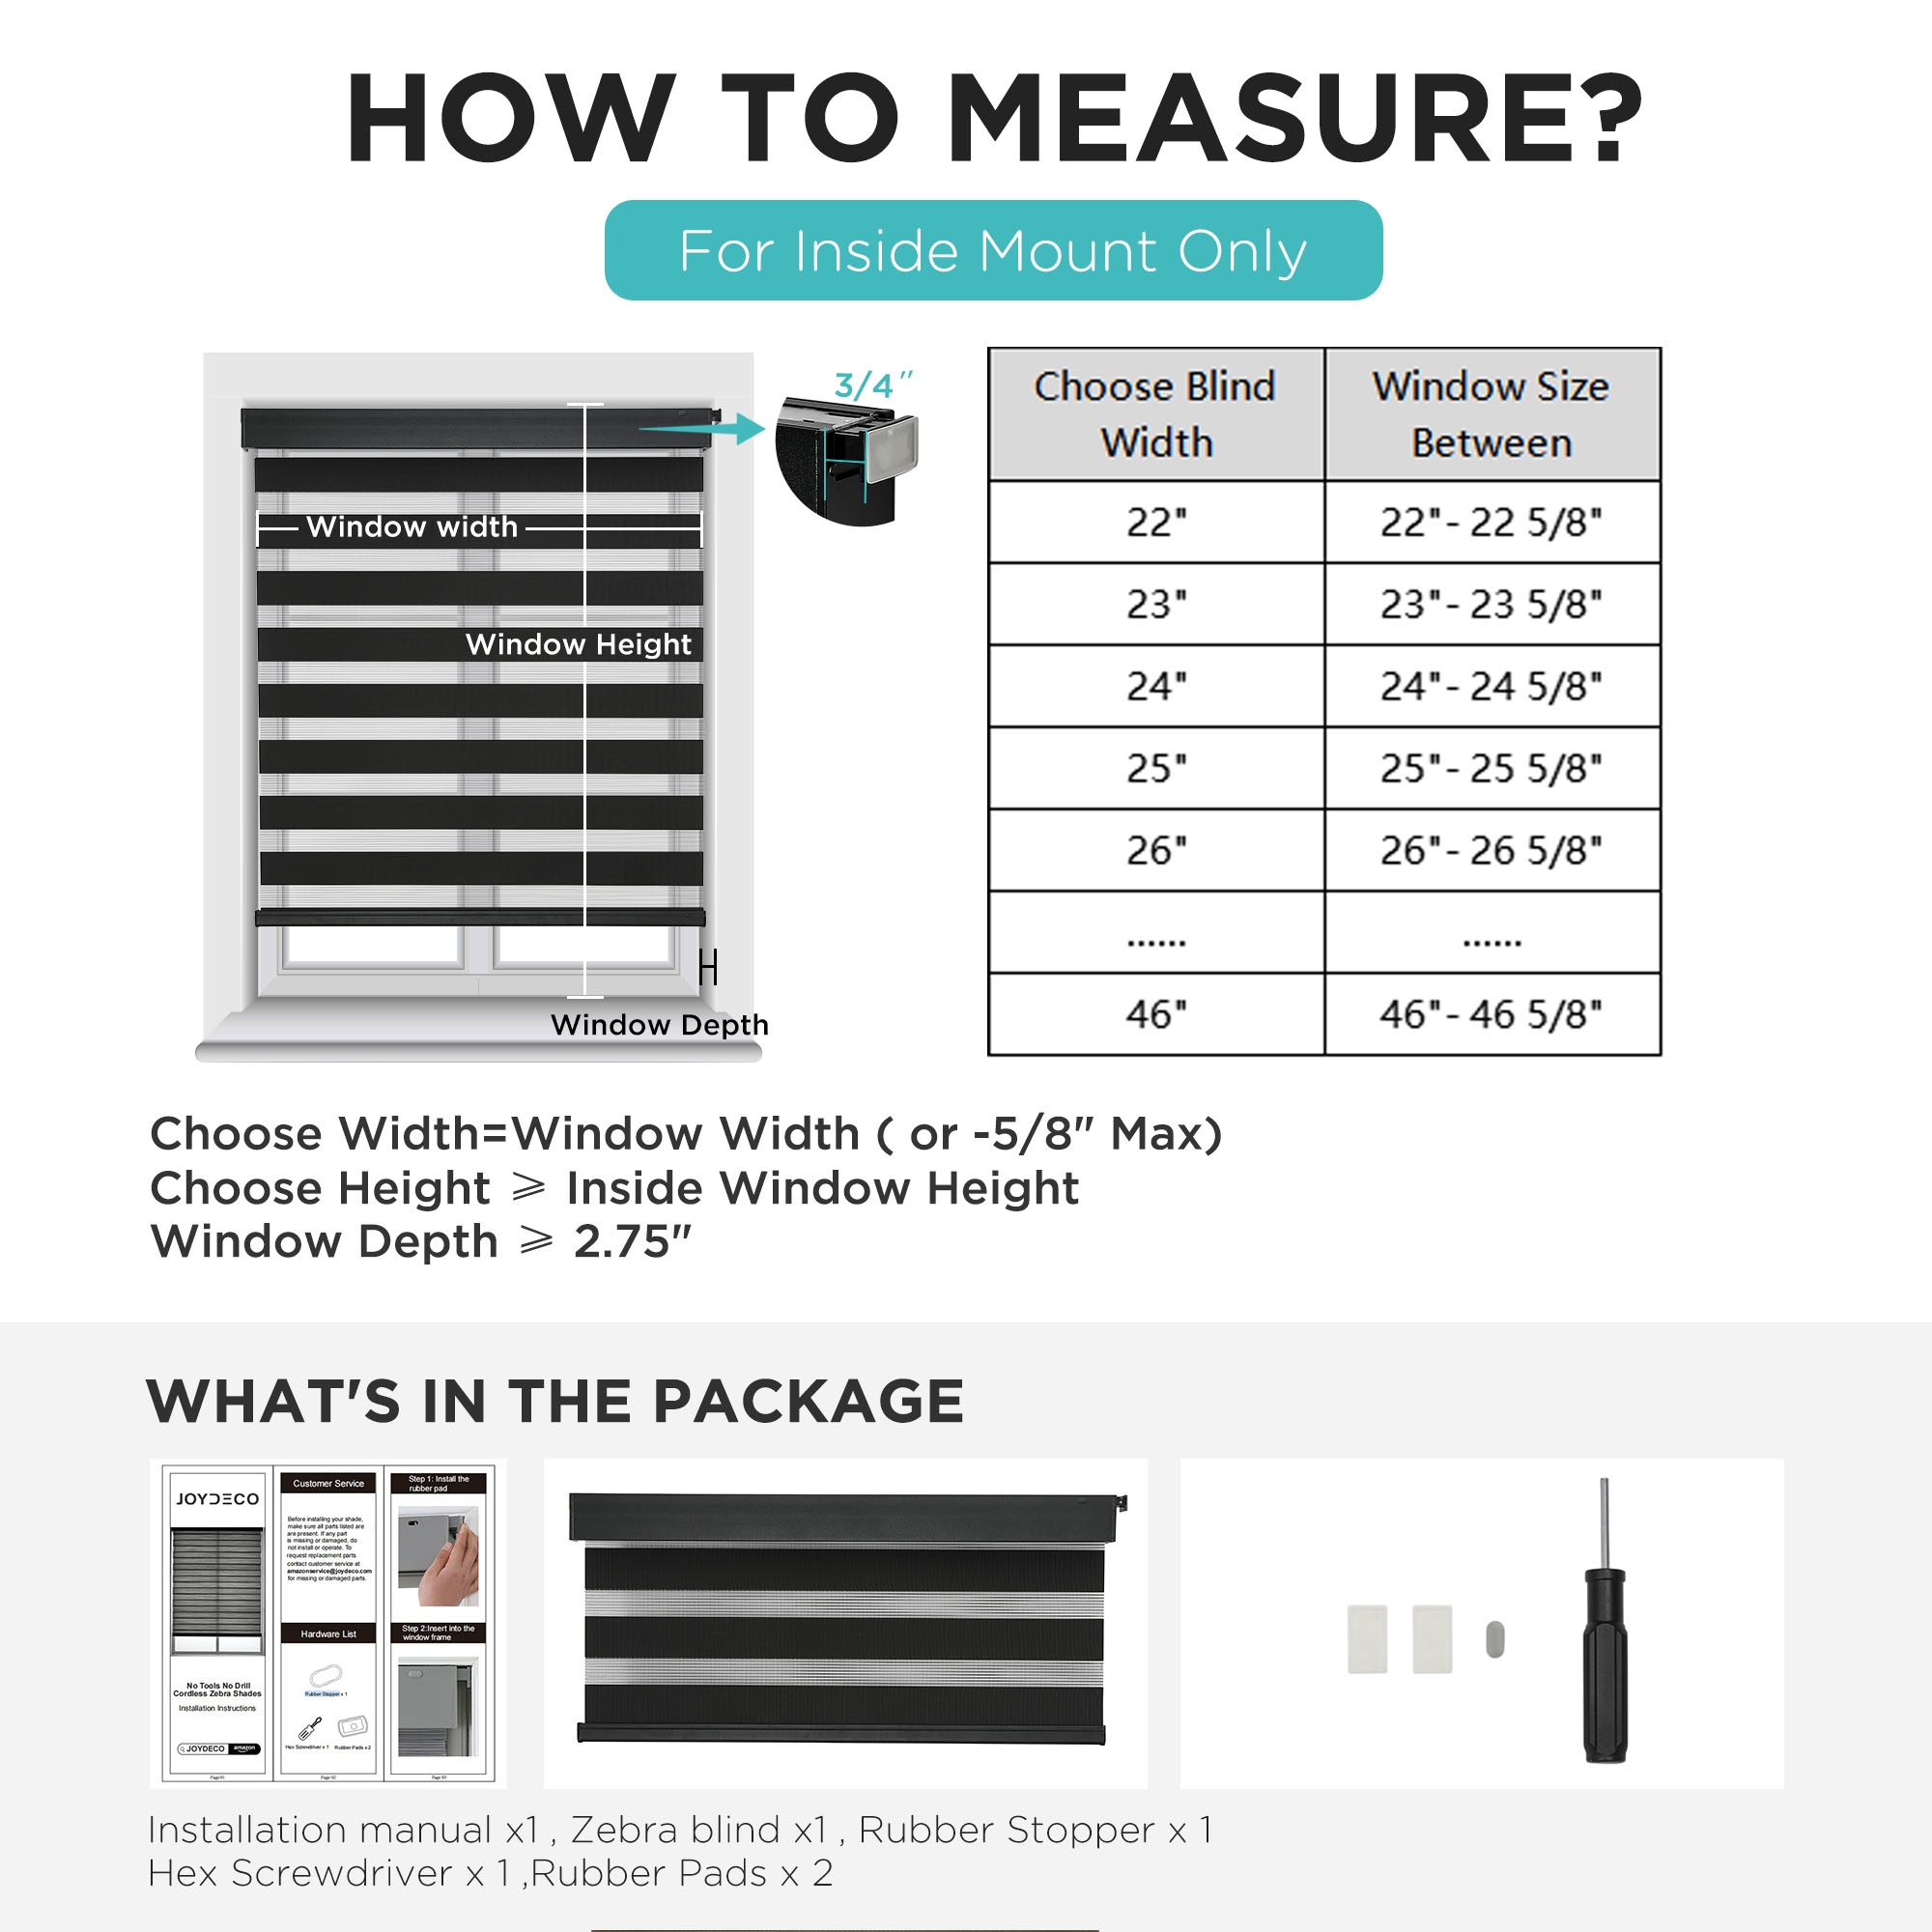 HOW TO MEASURE?
For Inside Mount Only
3/4"
Window width
Window Height
Window Depth
Choose Blind Width
Window Size Between
22"
22"- 22 5/8"
23"
23"- 23 5/8"
24"
24"- 24 5/8"
25"
25"- 25 5/8"
26"
26"- 26 5/8"
......
......
46"
46"- 46 5/8"
Choose Width=Window Width ( or -5/8" Max)
Choose Height ⩾ Inside Window Height
Window Depth ⩾ 2.75"
WHAT'S IN THE PACKAGE
JOYDECO
No Tools No Drill
Cordless Zebra Shades
Installation Instructions
JOYDECO amazon
Page 01
Customer Service
Before installing your shade,
make sure all parts listed are
are present. If any part
is missing or damaged, do
not install or operate. To
request replacement parts
contact customer service at
amazonservice@joydeco.com
for missing or damaged parts.
Hardware List
Rubber Stopper x 1
Hex Screwdriver x 1
Rubber Pads x 2
Page 02
Step 1: Install the
rubber pad
Step 2:Insert into the
window frame
Page 03
Installation manual x1 , Zebra blind x1 , Rubber Stopper x 1
Hex Screwdriver x 1 ,Rubber Pads x 2